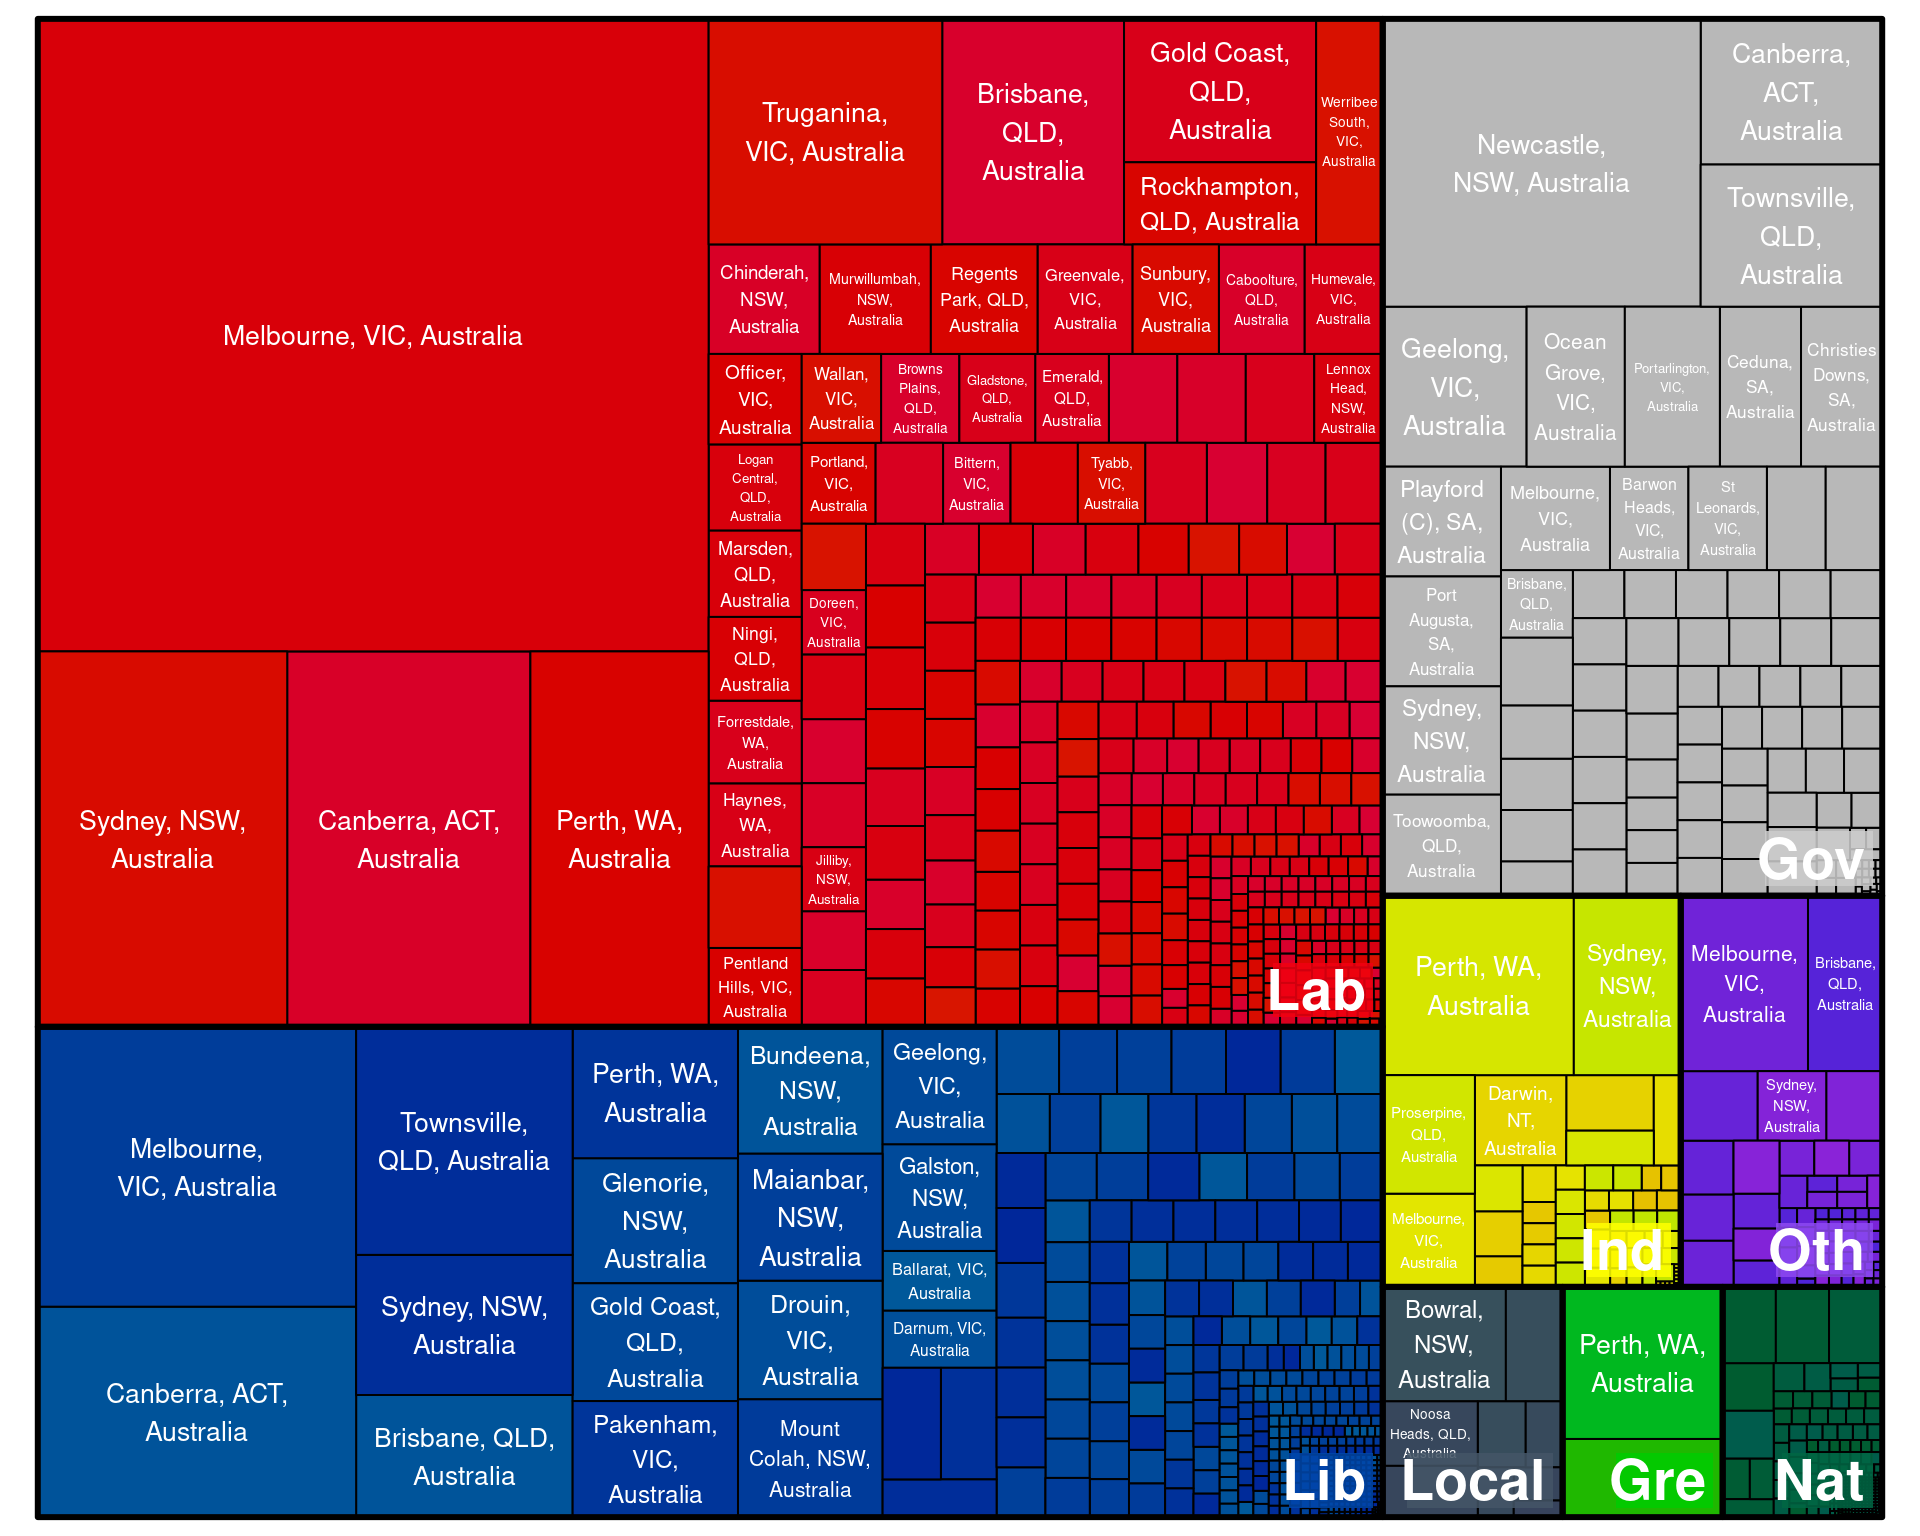 Melbourne, VIC, Australia
Sydney, NSW,
Australia
Canberra, ACT,
Australia
Perth, WA,
Australia
Truganina,
VIC, Australia
Brisbane,
QLD,
Australia
Gold Coast,
QLD,
Australia
Rockhampton,
QLD, Australia
Werribee
South,
VIC,
Australia
Chinderah,
NSW,
Australia
Murwillumbah,
NSW,
Australia
Regents
Park, QLD,
Australia
Greenvale,
VIC,
Australia
Sunbury,
VIC,
Australia
Caboolture,
QLD,
Australia
Humevale,
VIC,
Australia
Officer,
VIC,
Australia
Wallan,
VIC,
Australia
Browns
Plains,
QLD,
Australia
Gladstone,
QLD,
Australia
Emerald,
QLD,
Australia
Lennox
Head,
NSW,
Australia
Logan
Central,
QLD,
Australia
Portland,
VIC,
Australia
Bittern,
VIC,
Australia
Tyabb,
VIC,
Australia
Marsden,
QLD,
Australia
Doreen,
VIC,
Australia
Ningi,
QLD,
Australia
Forrestdale,
WA,
Australia
Haynes,
WA,
Australia
Jilliby,
NSW,
Australia
Pentland
Hills, VIC,
Australia
Lab
Newcastle,
NSW, Australia
Canberra,
ACT,
Australia
Townsville,
QLD,
Australia
Geelong,
VIC,
Australia
Ocean
Grove,
VIC,
Australia
Portarlington,
VIC,
Australia
Ceduna,
SA,
Australia
Christies
Downs,
SA,
Australia
Playford
(C), SA,
Australia
Melbourne,
VIC,
Australia
Barwon
Heads,
VIC,
Australia
St
Leonards,
VIC,
Australia
Port
Augusta,
SA,
Australia
Brisbane,
QLD,
Australia
Sydney,
NSW,
Australia
Toowoomba,
QLD,
Australia
Gov
Melbourne,
VIC, Australia
Canberra, ACT,
Australia
Townsville,
QLD, Australia
Sydney, NSW,
Australia
Brisbane, QLD,
Australia
Perth, WA,
Australia
Glenorie,
NSW,
Australia
Gold Coast,
QLD,
Australia
Pakenham,
VIC,
Australia
Bundeena,
NSW,
Australia
Maianbar,
NSW,
Australia
Drouin,
VIC,
Australia
Mount
Colah, NSW,
Australia
Geelong,
VIC,
Australia
Galston,
NSW,
Australia
Ballarat, VIC,
Australia
Darnum, VIC,
Australia
Lib
Perth, WA,
Australia
Sydney,
NSW,
Australia
Proserpine,
QLD,
Australia
Darwin,
NT,
Australia
Melbourne,
VIC,
Australia
Ind
Melbourne,
VIC,
Australia
Brisbane,
QLD,
Australia
Sydney,
NSW,
Australia
Oth
Bowral,
NSW,
Australia
Noosa
Heads, QLD,
Australia
Local
Perth, WA,
Australia
Gre
Nat